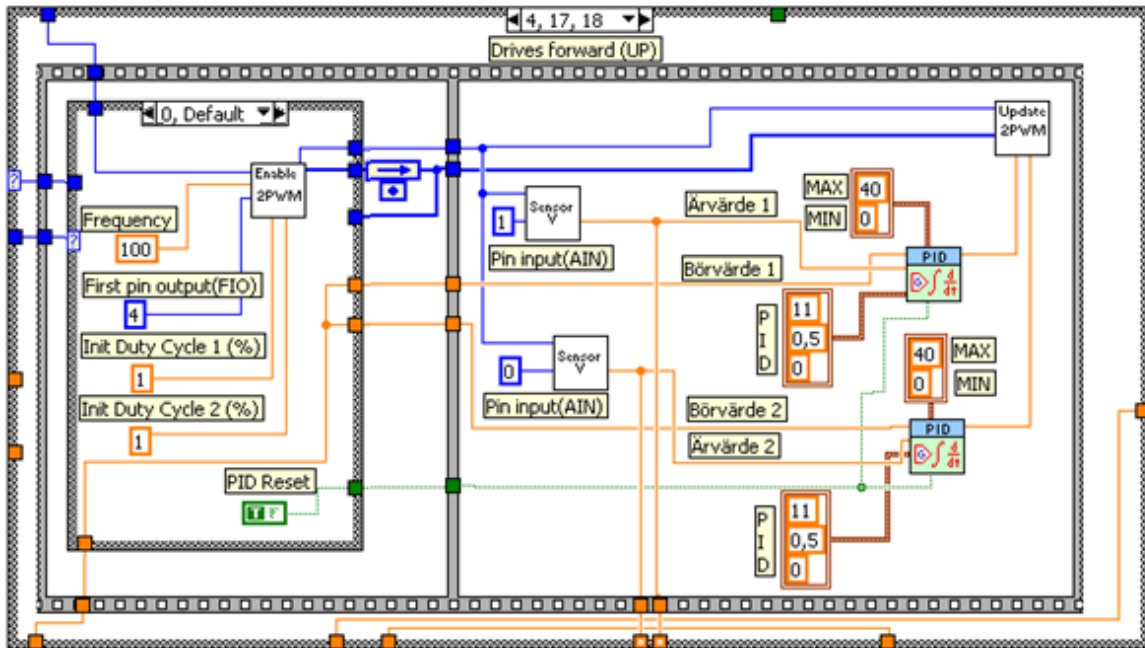 4, 17, 18
Drives forward (UP)
0, Default
Enable
2PWM
Frequency
100
First pin output(FIO)
4
Init Duty Cycle 1 (%)
1
Init Duty Cycle 2 (%)
1
PID Reset
T F
?
?
Update
2PWM
Sensor
V
1
Pin input(AIN)
Ärvärde 1
MAX
40
MIN
0
Börvärde 1
PID
G ∫ d/dt
P
I
D
11
0,5
0
Sensor
V
0
Pin input(AIN)
40
MAX
0
MIN
Börvärde 2
Ärvärde 2
PID
G ∫ d/dt
P
I
D
11
0,5
0